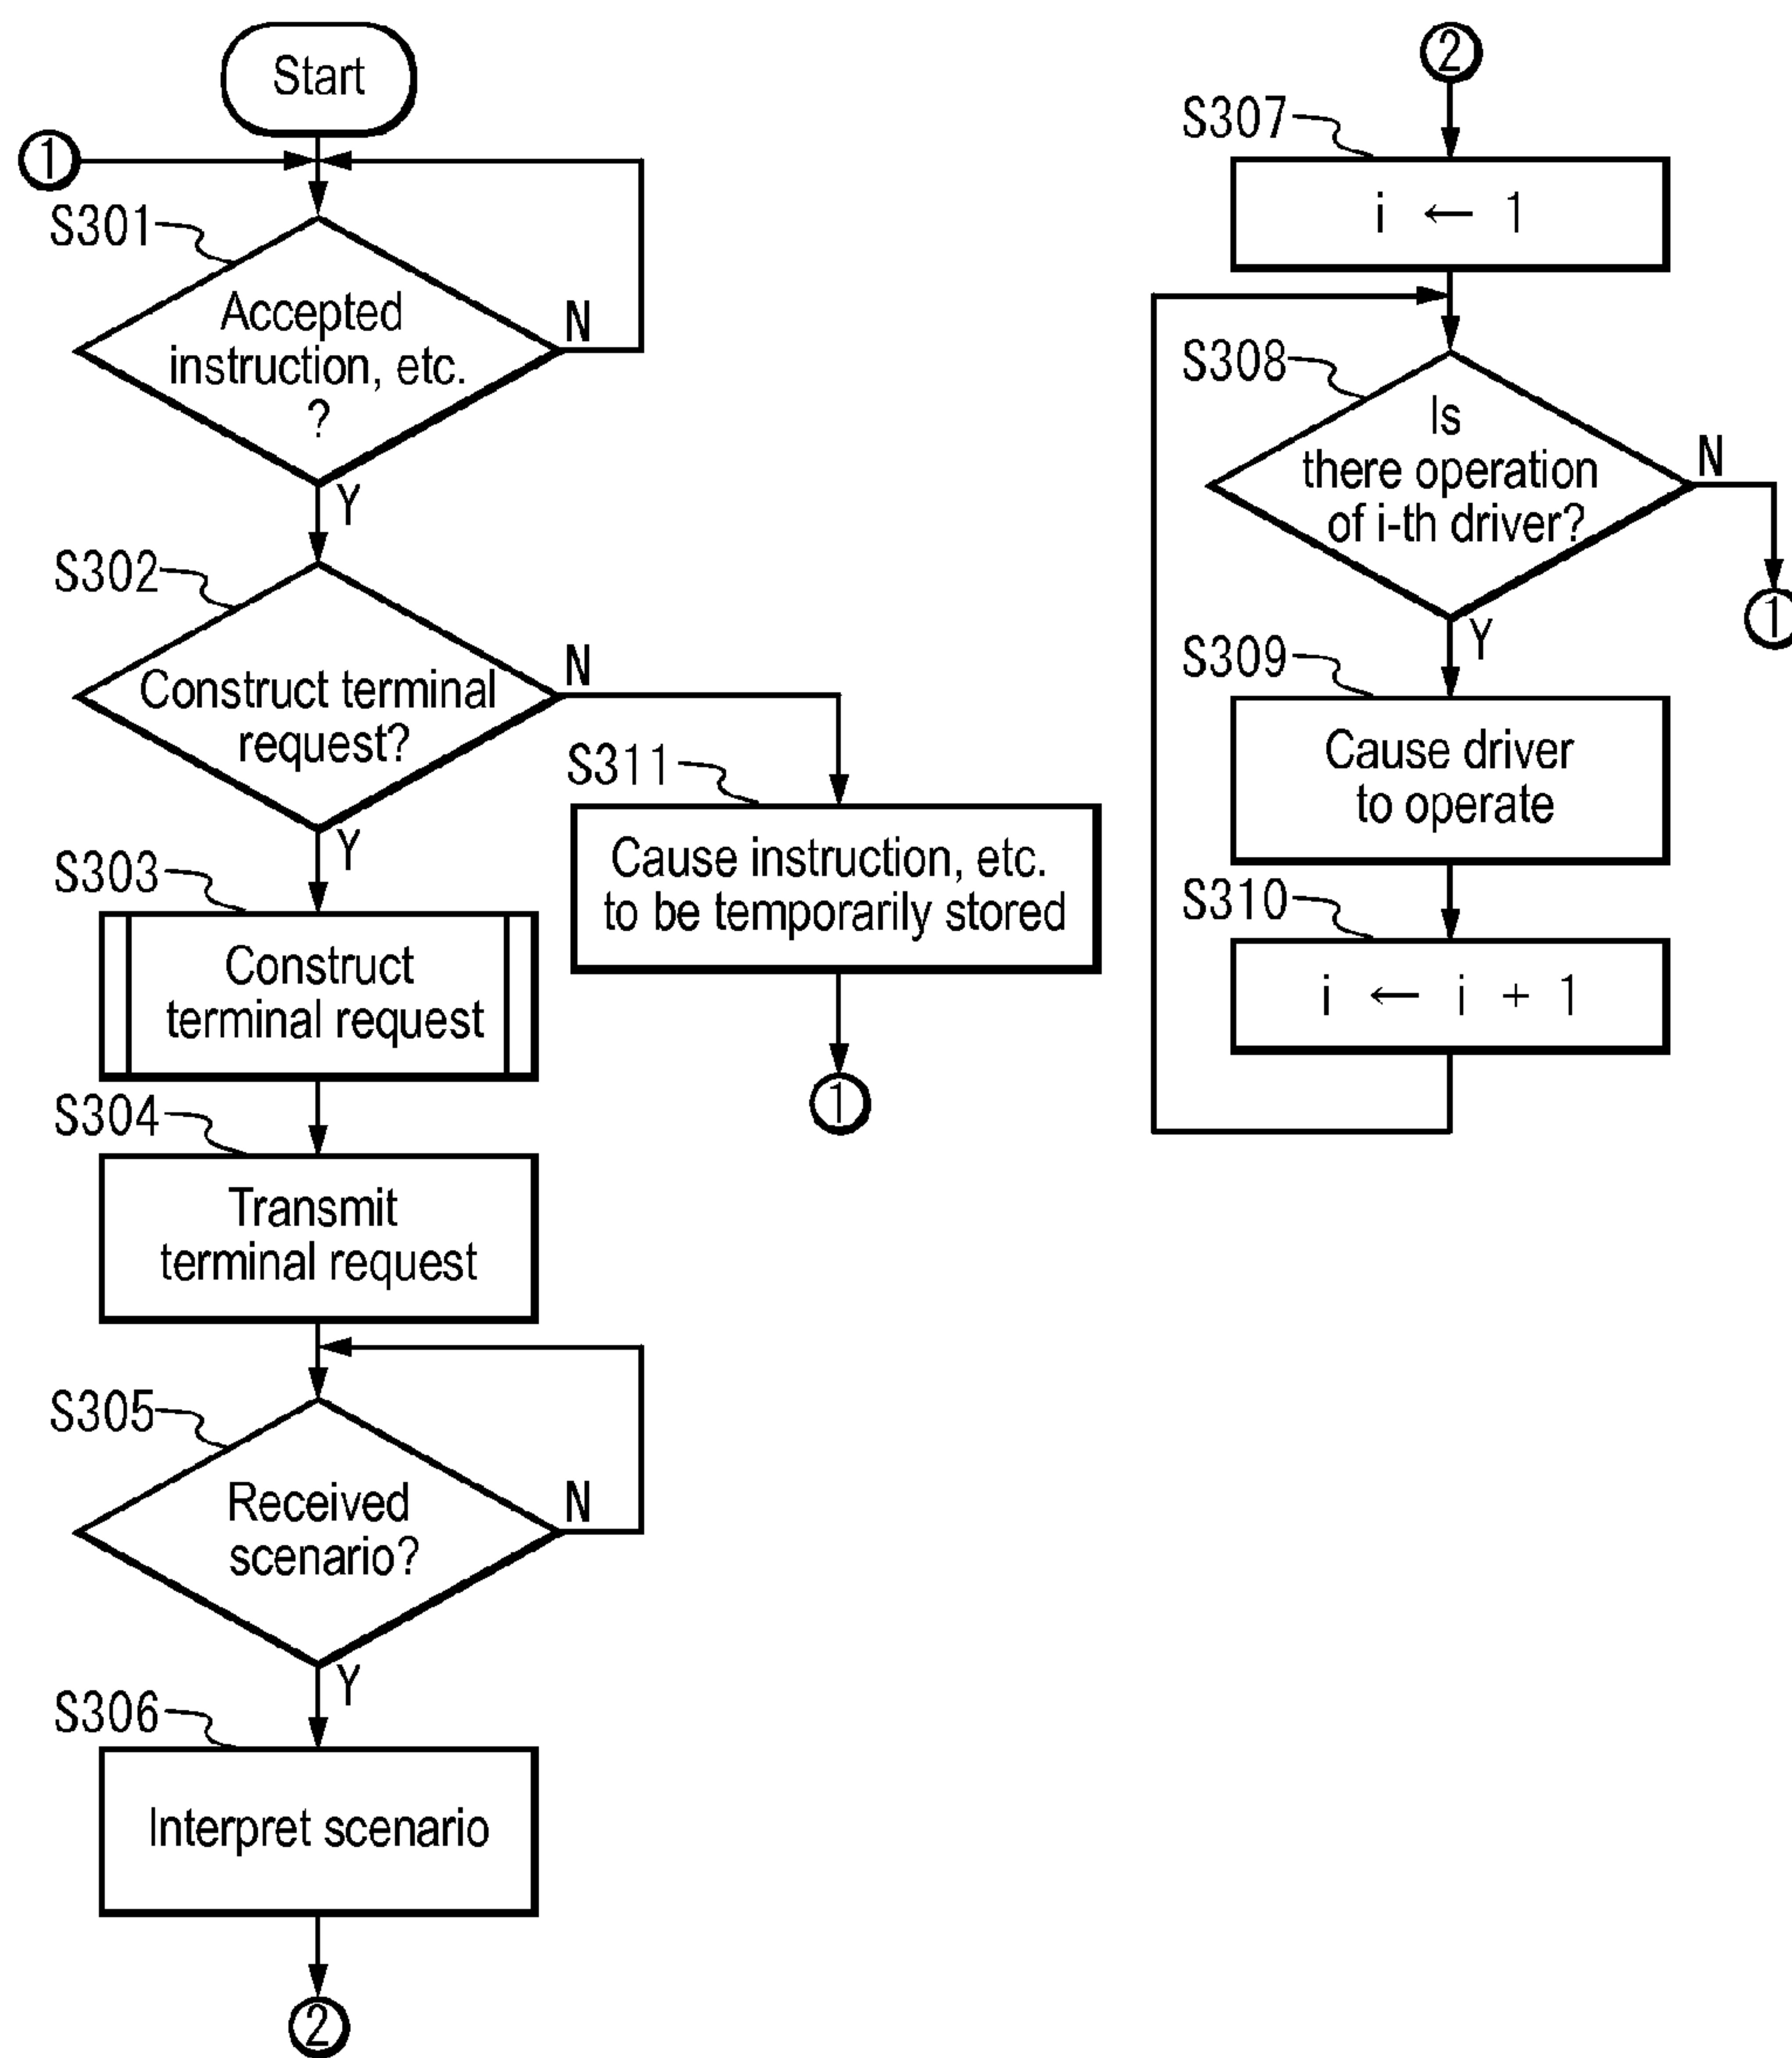 Start
1
S301
Accepted
instruction, etc.
?
N
Y
S302
Construct terminal
request?
N
Y
S311
Cause instruction, etc.
to be temporarily stored
1
S303
Construct
terminal request
S304
Transmit
terminal request
S305
Received
scenario?
N
Y
S306
Interpret scenario
2
2
S307
i ← 1
S308
Is
there operation
of i-th driver?
N
1
Y
S309
Cause driver
to operate
S310
i ← i + 1